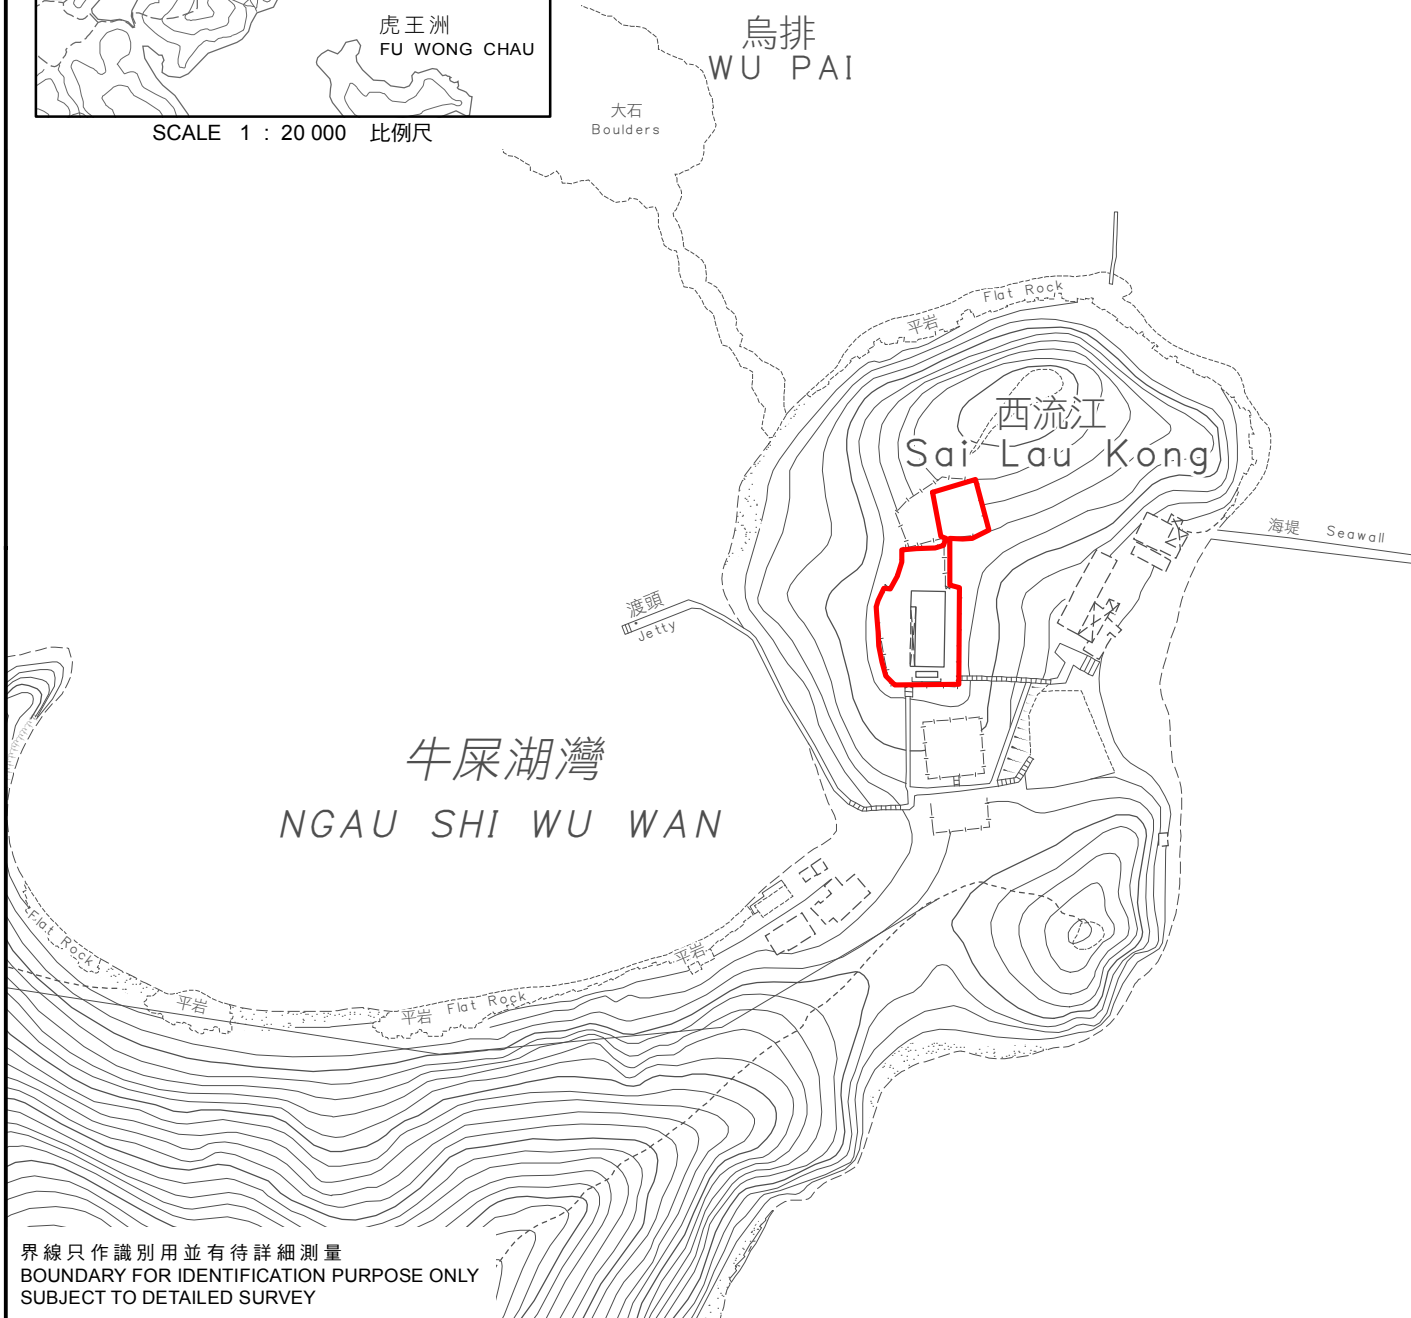 虎王洲
FU WONG CHAU
SCALE 1 : 20 000 比例尺
烏排
WU PAI
大石
Boulders
Flat Rock
平岩
西流江
Sai Lau Kong
海堤 Seawall
渡頭
Jetty
牛屎湖灣
NGAU SHI WU WAN
Flat Rock
平岩
平岩 Flat Rock
平岩
界線只作識別用並有待詳細測量
BOUNDARY FOR IDENTIFICATION PURPOSE ONLY
SUBJECT TO DETAILED SURVEY